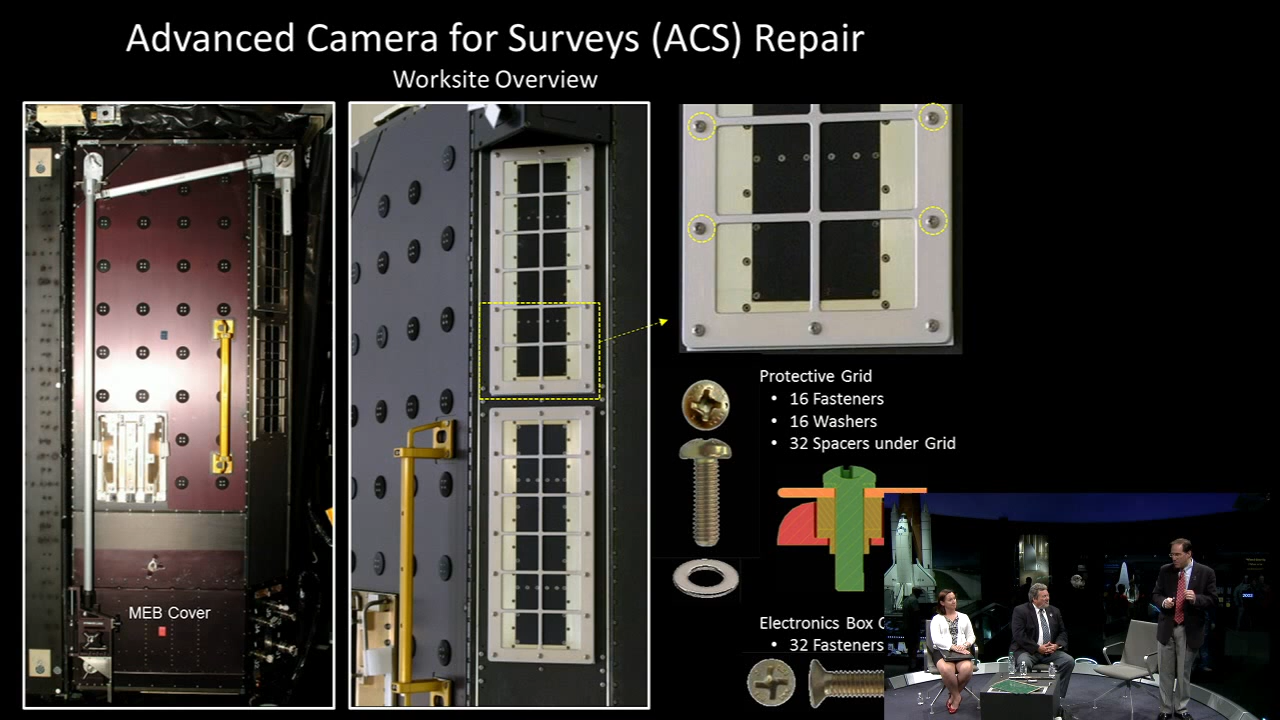 Advanced Camera for Surveys (ACS) Repair
Worksite Overview
MEB Cover
Protective Grid
• 16 Fasteners
• 16 Washers
• 32 Spacers under Grid
Electronics Box
• 32 Fasteners